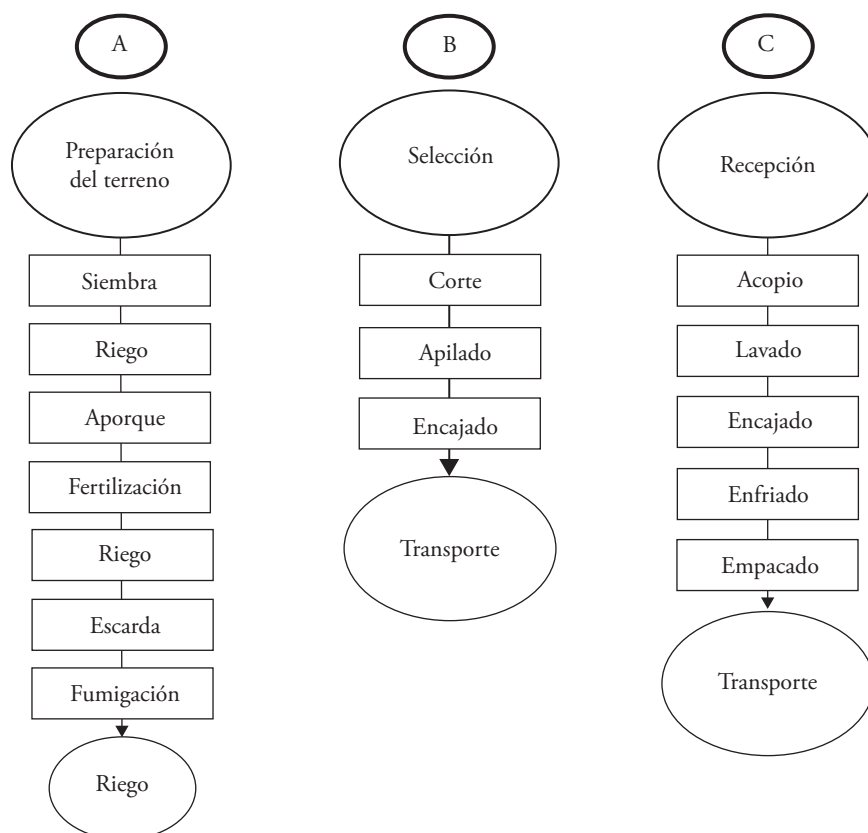 A
Preparación
del terreno
Siembra
Riego
Aporque
Fertilización
Riego
Escarda
Fumigación
Riego
B
Selección
Corte
Apilado
Encajado
Transporte
C
Recepción
Acopio
Lavado
Encajado
Enfriado
Empacado
Transporte